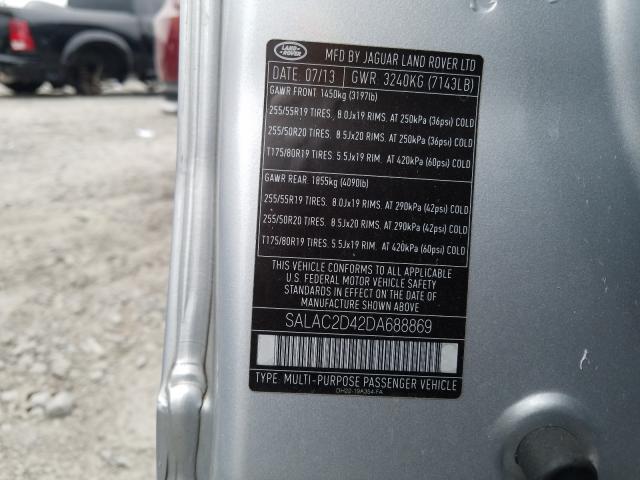 LAND ROVER
MFD BY JAGUAR LAND ROVER LTD
DATE 07/13 GWR 3240KG (7143LB)
GAWR FRONT 1450kg (3197lb)
255/55R19 TIRES. 8.0Jx19 RIMS. AT 250kPa (36psi) COLD
255/50R20 TIRES. 8.5Jx20 RIMS. AT 250kPa (36psi) COLD
T175/80R19 TIRES. 5.5Jx19 RIM. AT 420kPa (60psi) COLD
GAWR REAR 1855kg (4090lb)
255/55R19 TIRES. 8.0Jx19 RIMS. AT 290kPa (42psi) COLD
255/50R20 TIRES. 8.5Jx20 RIMS. AT 290kPa (42psi) COLD
T175/80R19 TIRES. 5.5Jx19 RIM. AT 420kPa (60psi) COLD
THIS VEHICLE CONFORMS TO ALL APPLICABLE
U.S. FEDERAL MOTOR VEHICLE SAFETY
STANDARDS IN EFFECT ON THE DATE OF
MANUFACTURE SHOWN ABOVE
SALAC2D42DA688869
TYPE: MULTI-PURPOSE PASSENGER VEHICLE
DH22-19A364-FA